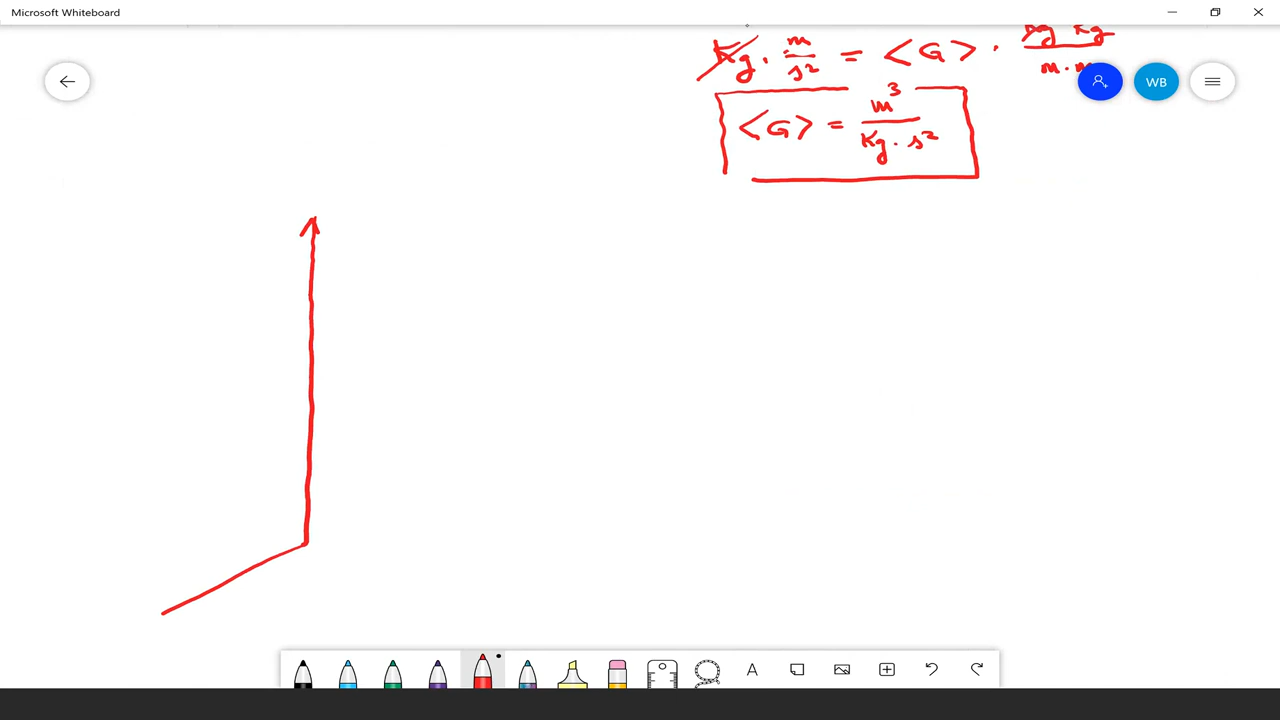 Microsoft Whiteboard
Kg · m/s² = <G> · Kg Kg/m · m
<G> = m³/Kg · s²
WB
A